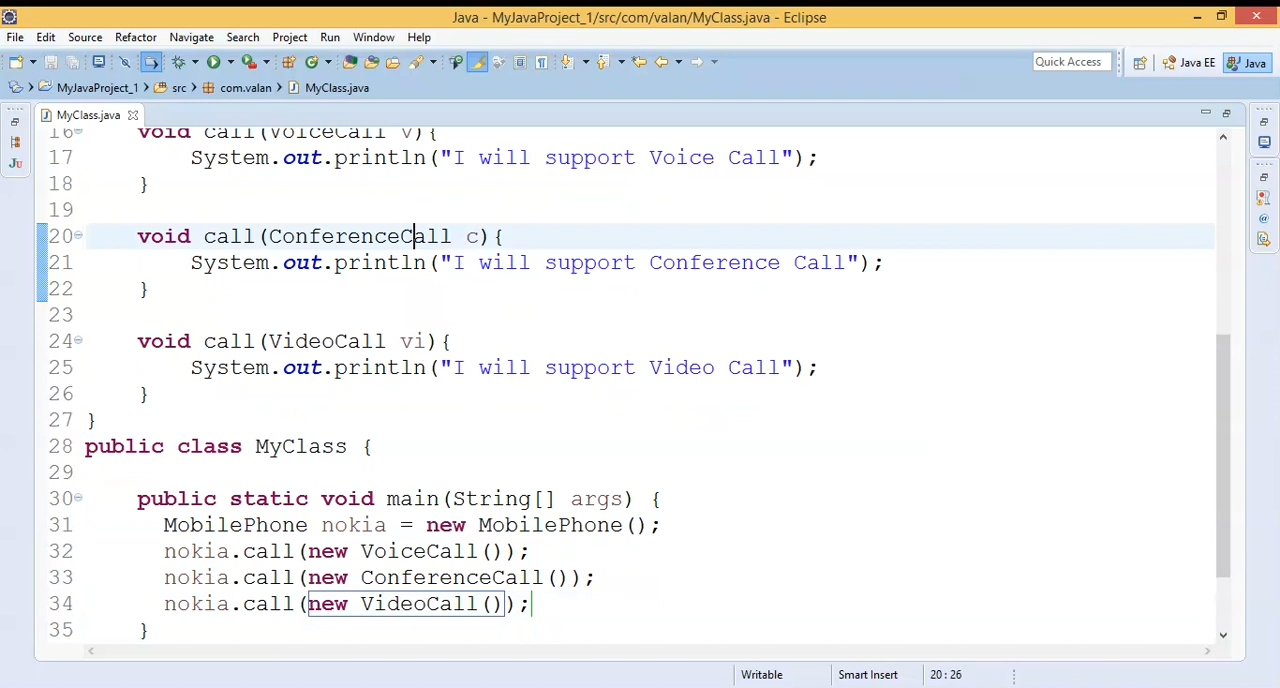 Java - MyJavaProject_1/src/com/valan/MyClass.java - Eclipse
File Edit Source Refactor Navigate Search Project Run Window Help
Quick Access Java EE Java
MyJavaProject_1 src com.valan MyClass.java
MyClass.java
16 void call(VoiceCall v){
17 System.out.println("I will support Voice Call");
18 }
19
20 void call(ConferenceCall c){
21 System.out.println("I will support Conference Call");
22 }
23
24 void call(VideoCall vi){
25 System.out.println("I will support Video Call");
26 }
27 }
28 public class MyClass {
29
30 public static void main(String[] args) {
31 MobilePhone nokia = new MobilePhone();
32 nokia.call(new VoiceCall());
33 nokia.call(new ConferenceCall());
34 nokia.call(new VideoCall());
35 }
Writable Smart Insert 20 : 26